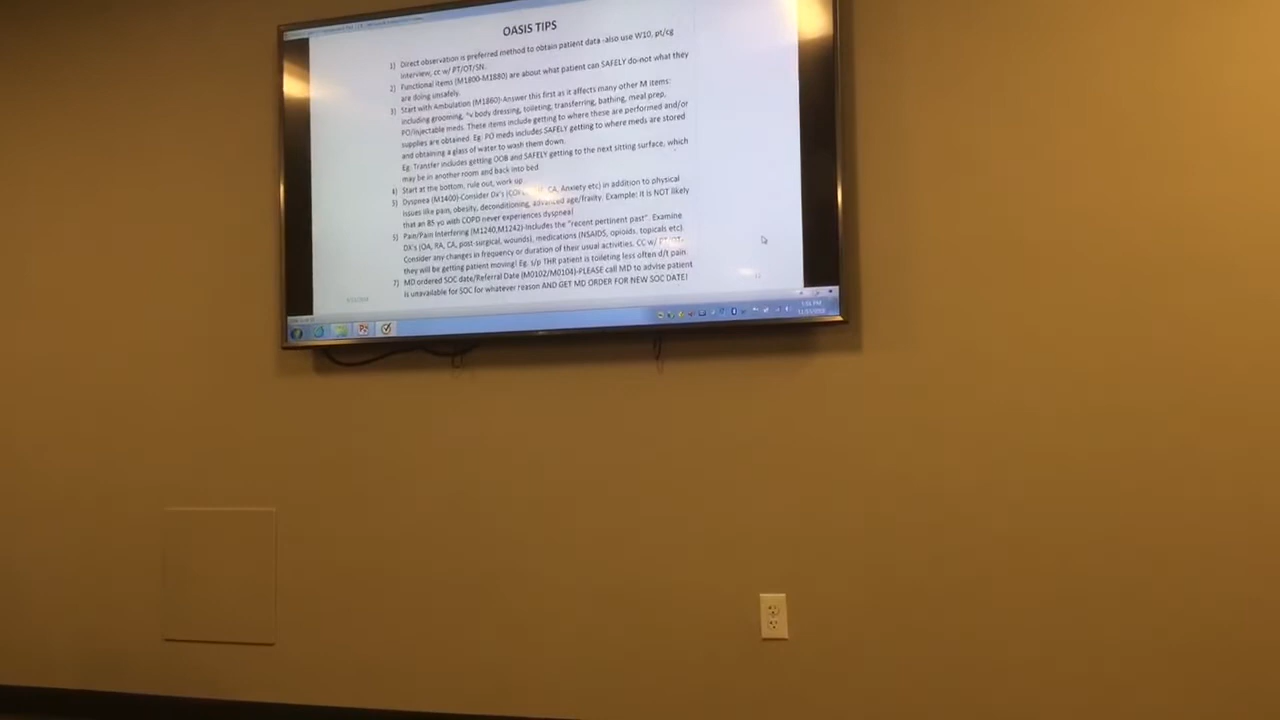 OASIS TIPS
1) Direct observation is preferred method to obtain patient data -also use W10, pt/cg
interview, cc w/ PT/OT/SN.
2) Functional items (M1800-M1880) are about what patient can SAFELY do-not what they
are doing unsafely.
3) Start with Ambulation (M1860)-Answer this first as it affects many other M items:
including grooming, ^v body dressing, toileting, transferring, bathing, meal prep,
PO/injectable meds. These items include getting to where these are performed and/or
supplies are obtained. Eg: PO meds includes SAFELY getting to where meds are stored
and obtaining a glass of water to wash them down.
Eg: Transfer includes getting OOB and SAFELY getting to the next sitting surface, which
may be in another room and back into bed
4) Start at the bottom, rule out, work up
5) Dyspnea (M1400)-Consider Dx's CA, Anxiety etc) in addition to physical
issues like pain, obesity, deconditioning, advanced age/frailty. Example: It is NOT likely
that an 85 yo with COPD never experiences dyspnea!
Pain/Pain Interfering (M1240,M1242)-Includes the "recent pertinent past". Examine
DX's (OA, RA, CA, post-surgical, wounds), medications (NSAIDS, opioids, topicals etc).
Consider any changes in frequency or duration of their usual activities. CC w/ PT/OT-
they will be getting patient moving! Eg. s/p THR patient is toileting less often d/t pain
7) MD ordered SOC date/Referral Date (M0102/M0104)-PLEASE call MD to advise patient
is unavailable for SOC for whatever reason AND GET MD ORDER FOR NEW SOC DATE!